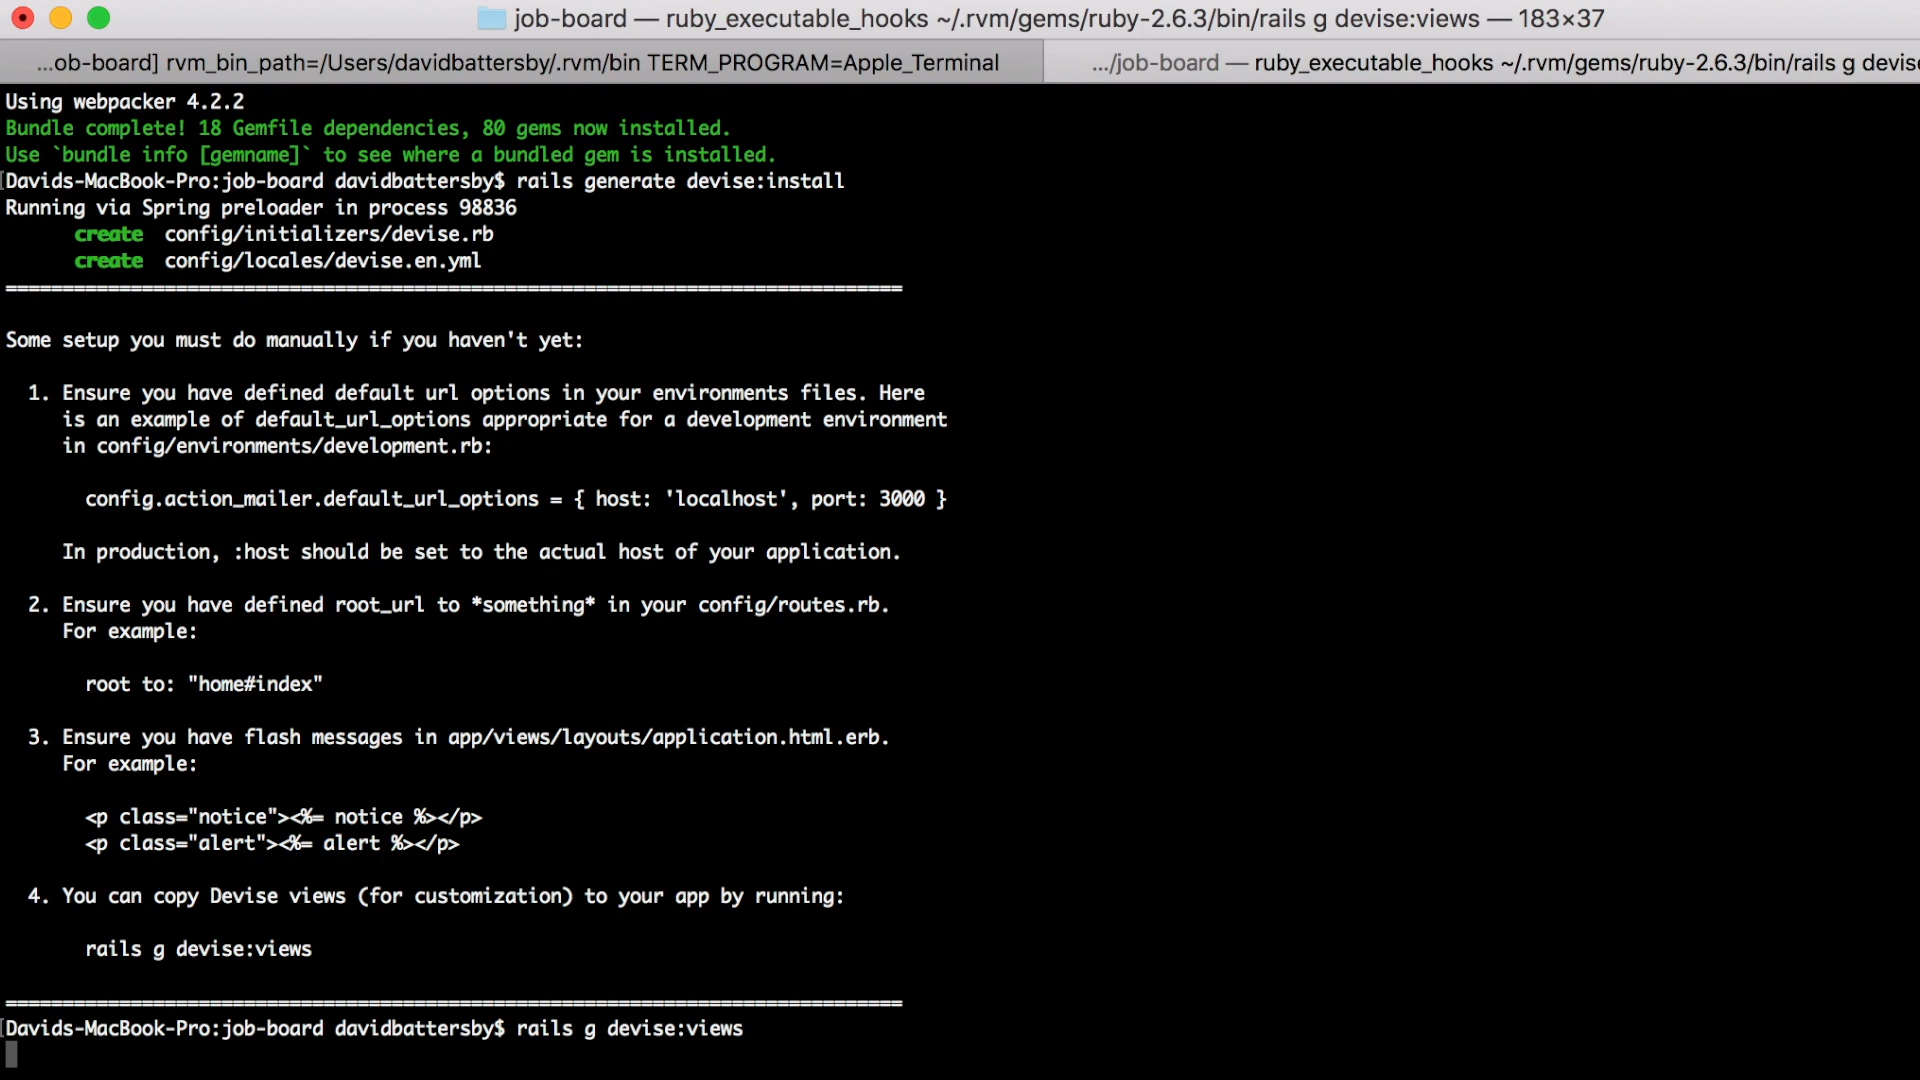 job-board — ruby_executable_hooks ~/.rvm/gems/ruby-2.6.3/bin/rails g devise:views — 183×37
...ob-board] rvm_bin_path=/Users/davidbattersby/.rvm/bin TERM_PROGRAM=Apple_Terminal
.../job-board — ruby_executable_hooks ~/.rvm/gems/ruby-2.6.3/bin/rails g devise
Using webpacker 4.2.2
Bundle complete! 18 Gemfile dependencies, 80 gems now installed.
Use `bundle info [gemname]` to see where a bundled gem is installed.
[Davids-MacBook-Pro:job-board davidbattersby$ rails generate devise:install
Running via Spring preloader in process 98836
      create  config/initializers/devise.rb
      create  config/locales/devise.en.yml
===============================================================================
Some setup you must do manually if you haven't yet:
  1. Ensure you have defined default url options in your environments files. Here
     is an example of default_url_options appropriate for a development environment
     in config/environments/development.rb:
       config.action_mailer.default_url_options = { host: 'localhost', port: 3000 }
     In production, :host should be set to the actual host of your application.
  2. Ensure you have defined root_url to *something* in your config/routes.rb.
     For example:
       root to: "home#index"
  3. Ensure you have flash messages in app/views/layouts/application.html.erb.
     For example:
       <p class="notice"><%= notice %></p>
       <p class="alert"><%= alert %></p>
  4. You can copy Devise views (for customization) to your app by running:
       rails g devise:views
===============================================================================
[Davids-MacBook-Pro:job-board davidbattersby$ rails g devise:views